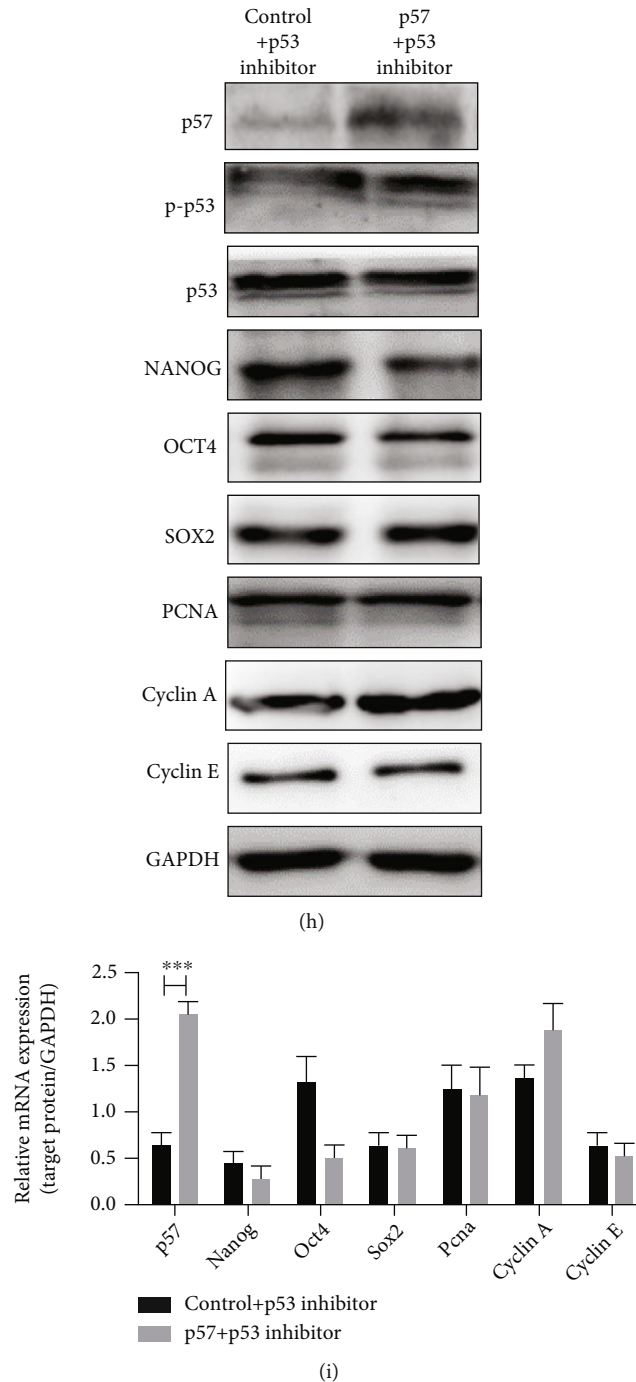 Control
+p53
inhibitor
p57
+p53
inhibitor
p57
p-p53
p53
NANOG
OCT4
SOX2
PCNA
Cyclin A
Cyclin E
GAPDH
(h)
Relative mRNA expression
(target protein/GAPDH)
2.5
2.0
1.5
1.0
0.5
0.0
***
p57
Nanog
Oct4
Sox2
Pcna
Cyclin A
Cyclin E
Control+p53 inhibitor
p57+p53 inhibitor
(i)